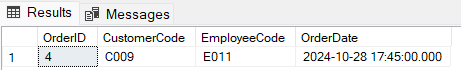 Results Messages
OrderID CustomerCode EmployeeCode OrderDate
1 4 C009 E011 2024-10-28 17:45:00.000